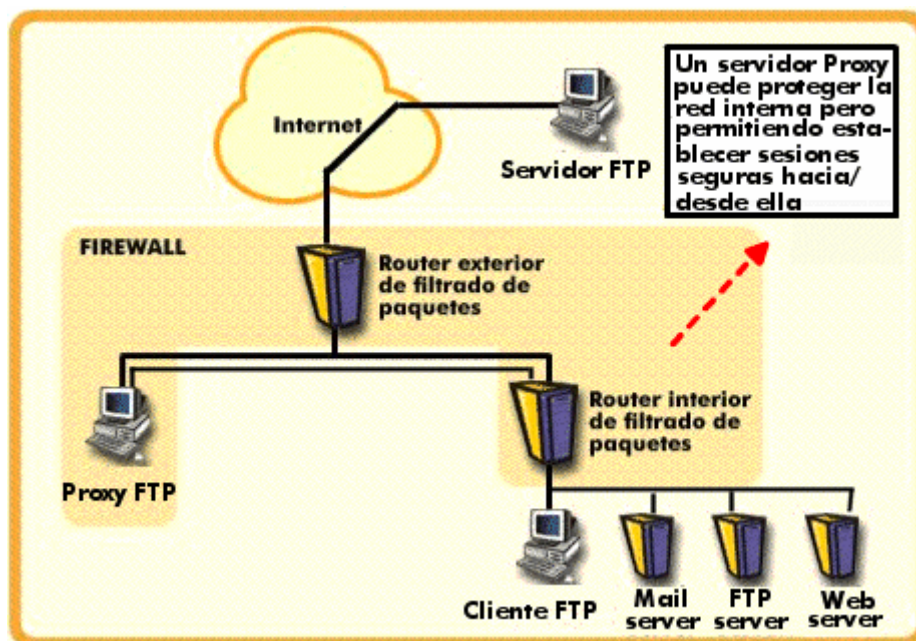 Un servidor Proxy
puede proteger la
red interna pero
permitiendo esta-
blecer sesiones
seguras hacia/
desde ella
Internet
Servidor FTP
FIREWALL
Router exterior
de filtrado de
paquetes
Router interior
de filtrado de
paquetes
Proxy FTP
Cliente FTP
Mail
server
FTP
server
Web
server